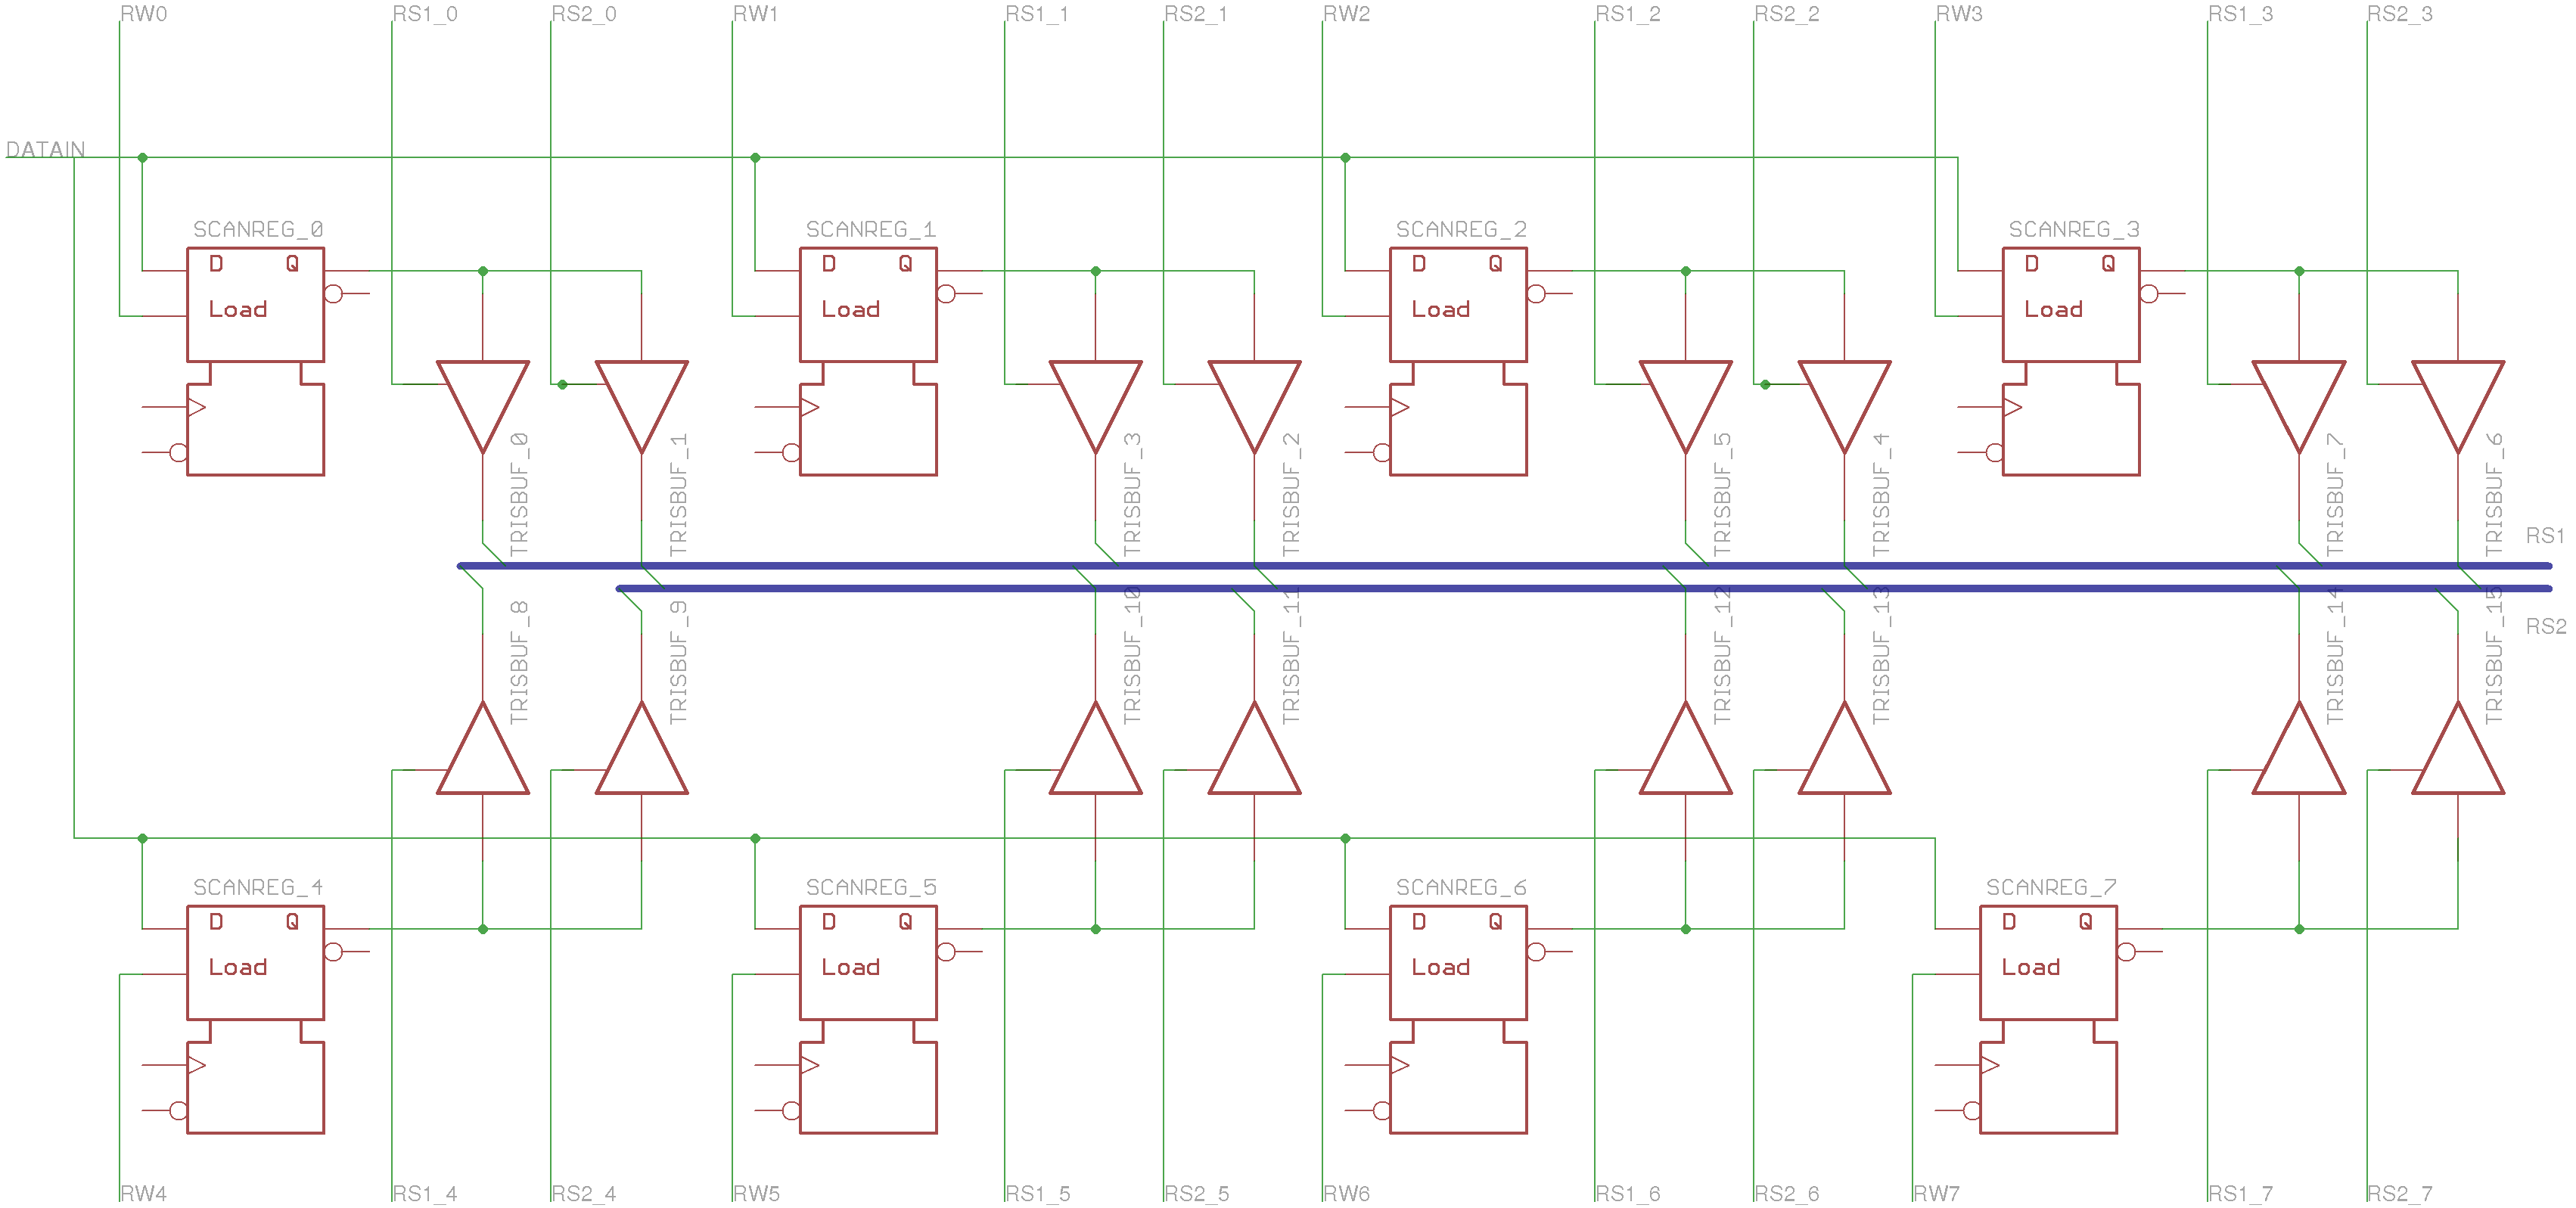 RW0 RS1_0 RS2_0 RW1 RS1_1 RS2_1 RW2 RS1_2 RS2_2 RW3 RS1_3 RS2_3
DATAIN
SCANREG_0 SCANREG_1 SCANREG_2 SCANREG_3
D Q D Q D Q D Q
Load Load Load Load
TRISBUF_0 TRISBUF_1 TRISBUF_3 TRISBUF_2 TRISBUF_5 TRISBUF_4 TRISBUF_7 TRISBUF_6
RS1
RS2
TRISBUF_8 TRISBUF_9 TRISBUF_10 TRISBUF_11 TRISBUF_12 TRISBUF_13 TRISBUF_14 TRISBUF_15
SCANREG_4 SCANREG_5 SCANREG_6 SCANREG_7
D Q D Q D Q D Q
Load Load Load Load
RW4 RS1_4 RS2_4 RW5 RS1_5 RS2_5 RW6 RS1_6 RS2_6 RW7 RS1_7 RS2_7